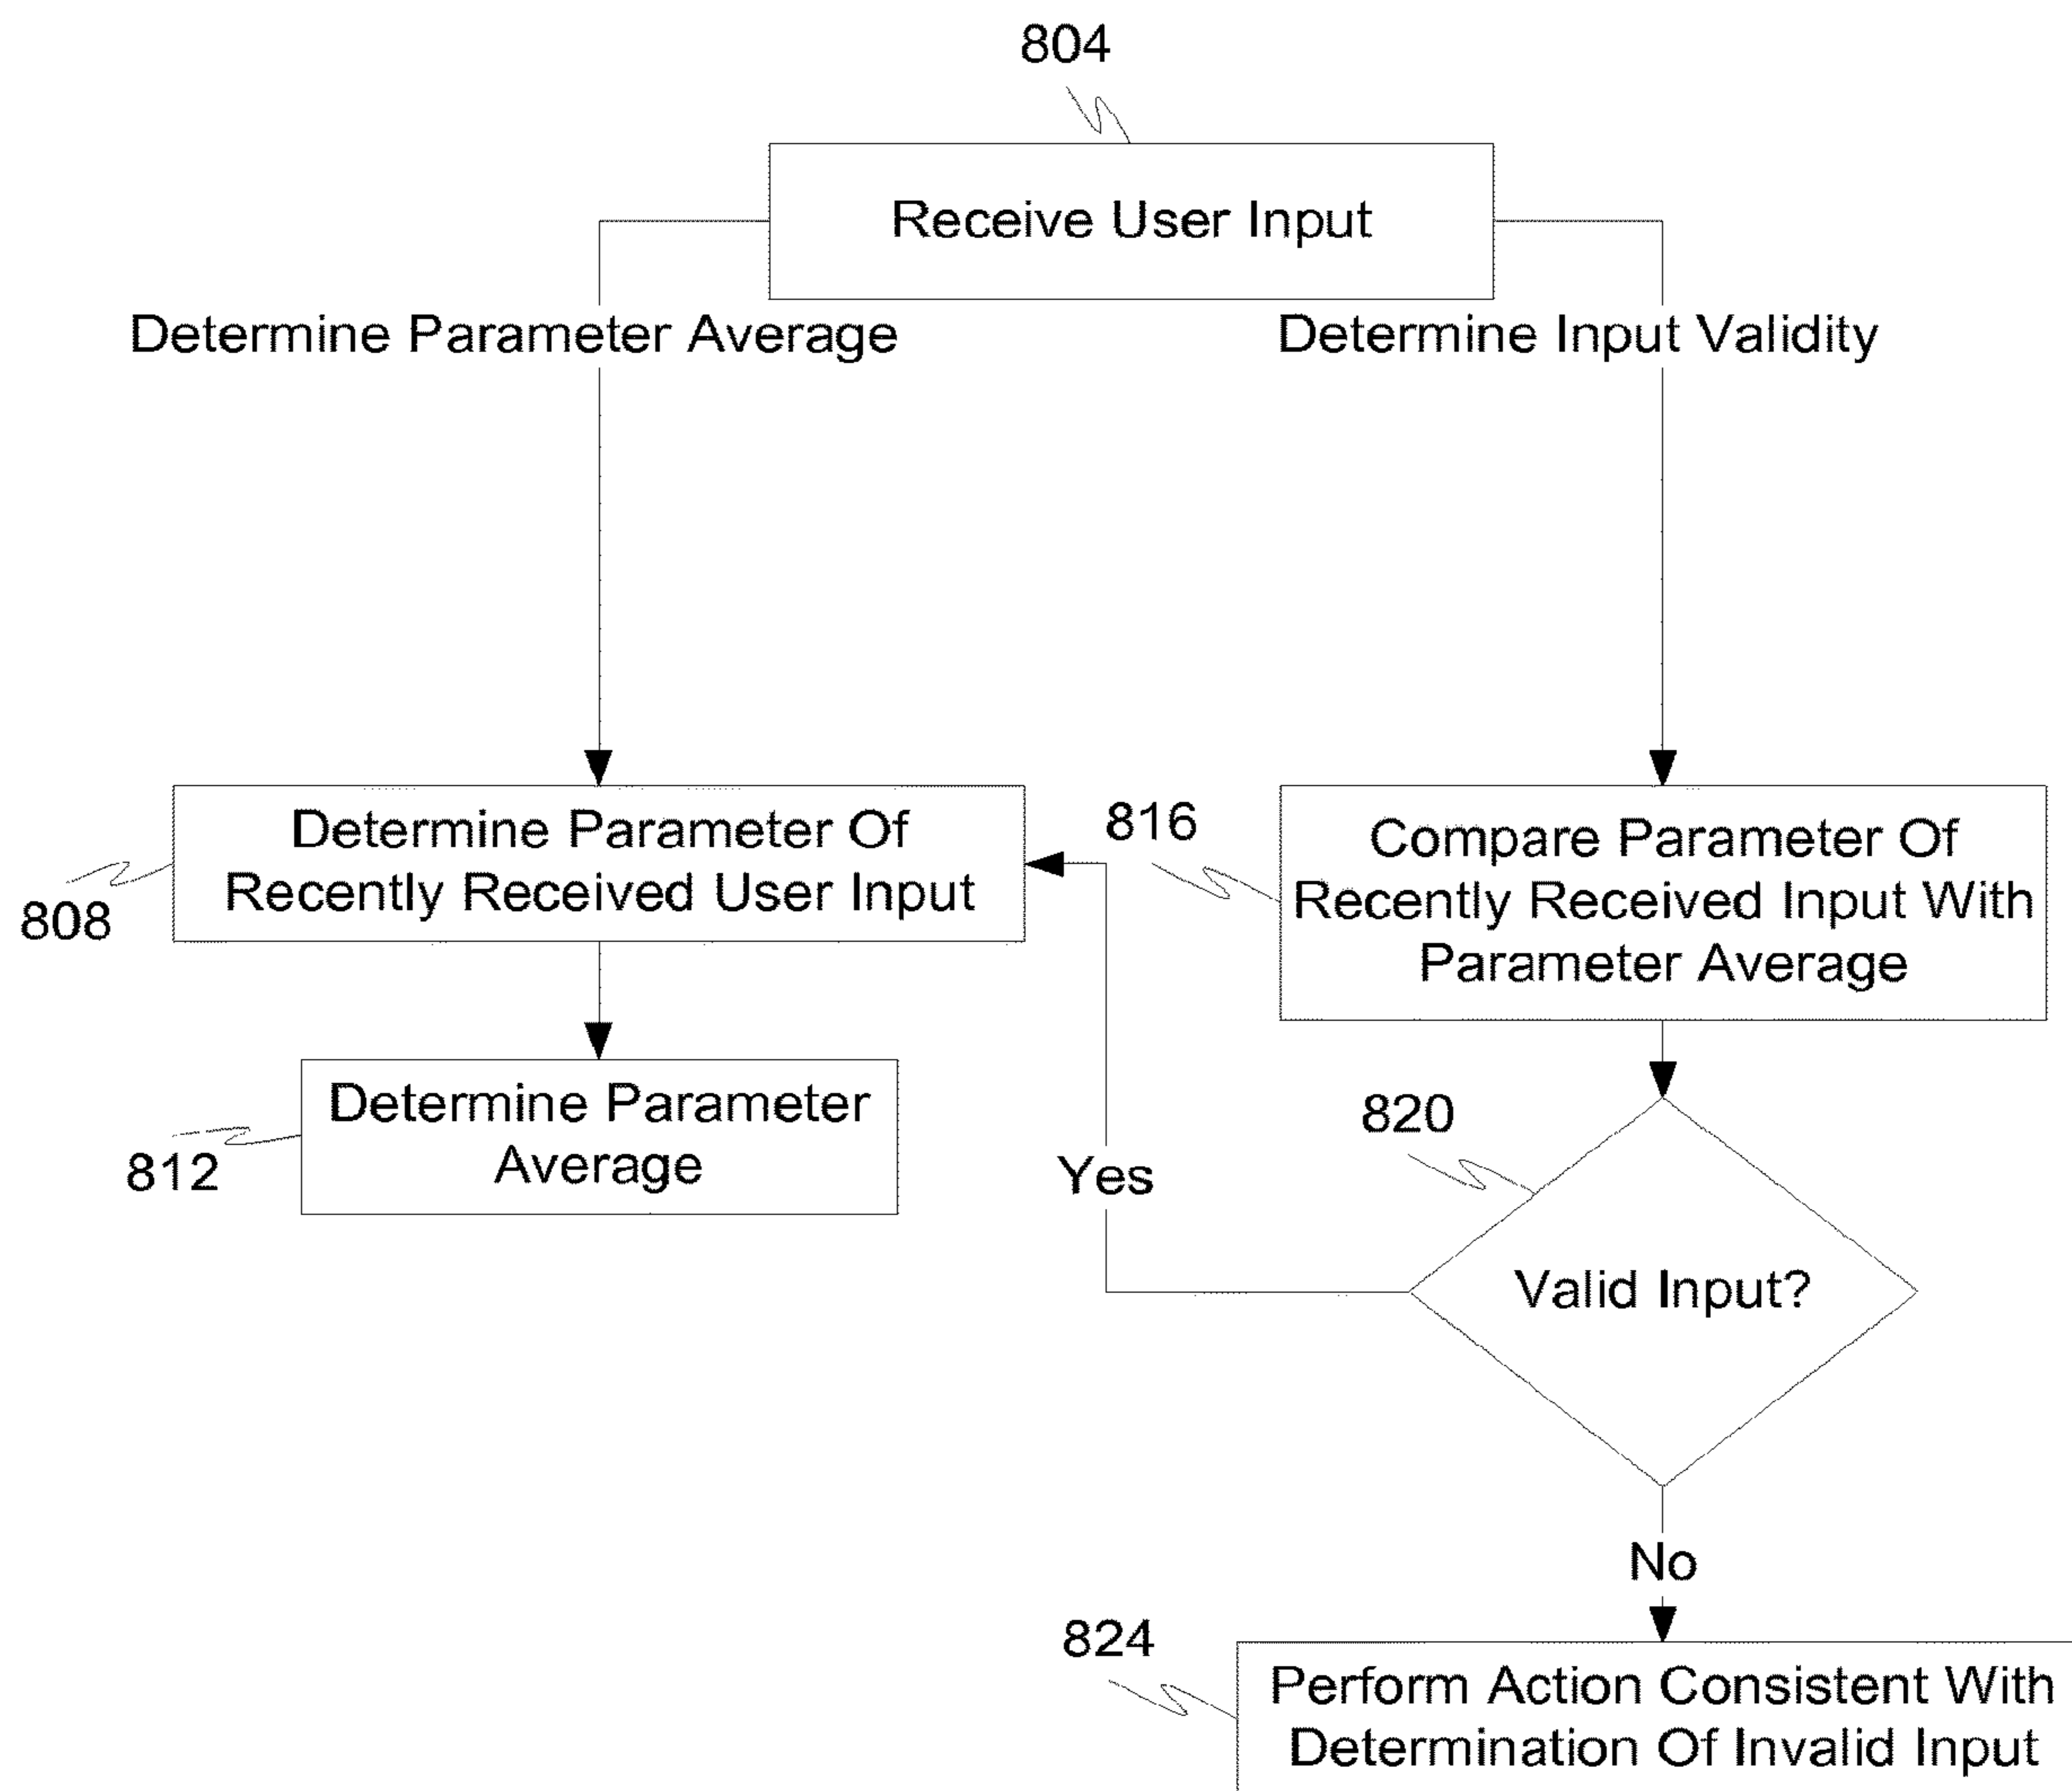 804
Receive User Input
Determine Parameter Average
Determine Input Validity
808
Determine Parameter Of
Recently Received User Input
816
Compare Parameter Of
Recently Received Input With
Parameter Average
812
Determine Parameter
Average
Yes
820
Valid Input?
No
824
Perform Action Consistent With
Determination Of Invalid Input